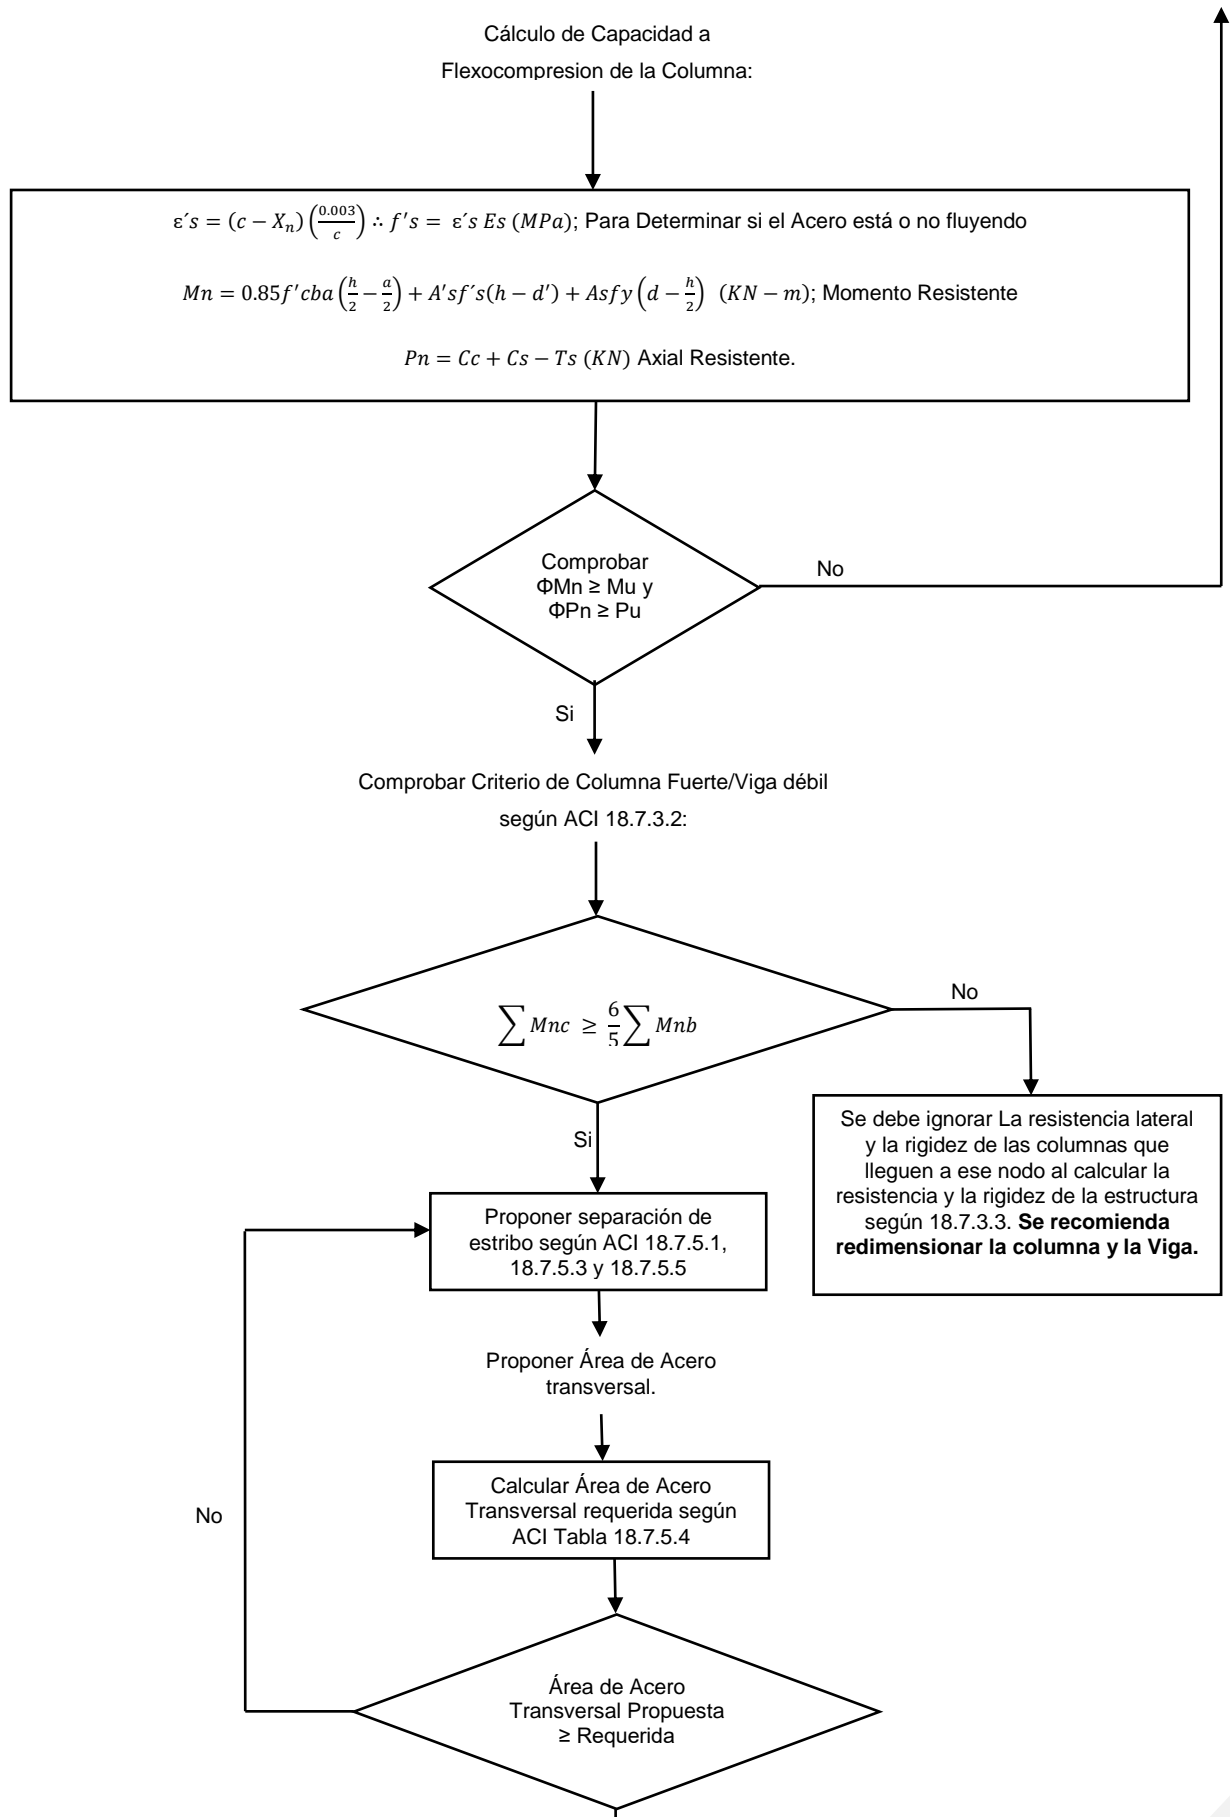 Cálculo de Capacidad a
Flexocompresion de la Columna:
ε´s = (c − Xₙ) (0.003/c) ∴ f's = ε´s Es (MPa); Para Determinar si el Acero está o no fluyendo
Mn = 0.85f'cba (h/2 − a/2) + A'sf´s(h − d') + Asfy (d − h/2) (KN − m); Momento Resistente
Pn = Cc + Cs − Ts (KN) Axial Resistente.
Comprobar
ΦMn ≥ Mu y
ΦPn ≥ Pu
No
Si
Comprobar Criterio de Columna Fuerte/Viga débil
según ACI 18.7.3.2:
∑ Mnc ≥ 6/5 ∑ Mnb
No
Si
Se debe ignorar La resistencia lateral
y la rigidez de las columnas que
lleguen a ese nodo al calcular la
resistencia y la rigidez de la estructura
según 18.7.3.3. Se recomienda
redimensionar la columna y la Viga.
Proponer separación de
estribo según ACI 18.7.5.1,
18.7.5.3 y 18.7.5.5
Proponer Área de Acero
transversal.
Calcular Área de Acero
Transversal requerida según
ACI Tabla 18.7.5.4
No
Área de Acero
Transversal Propuesta
≥ Requerida